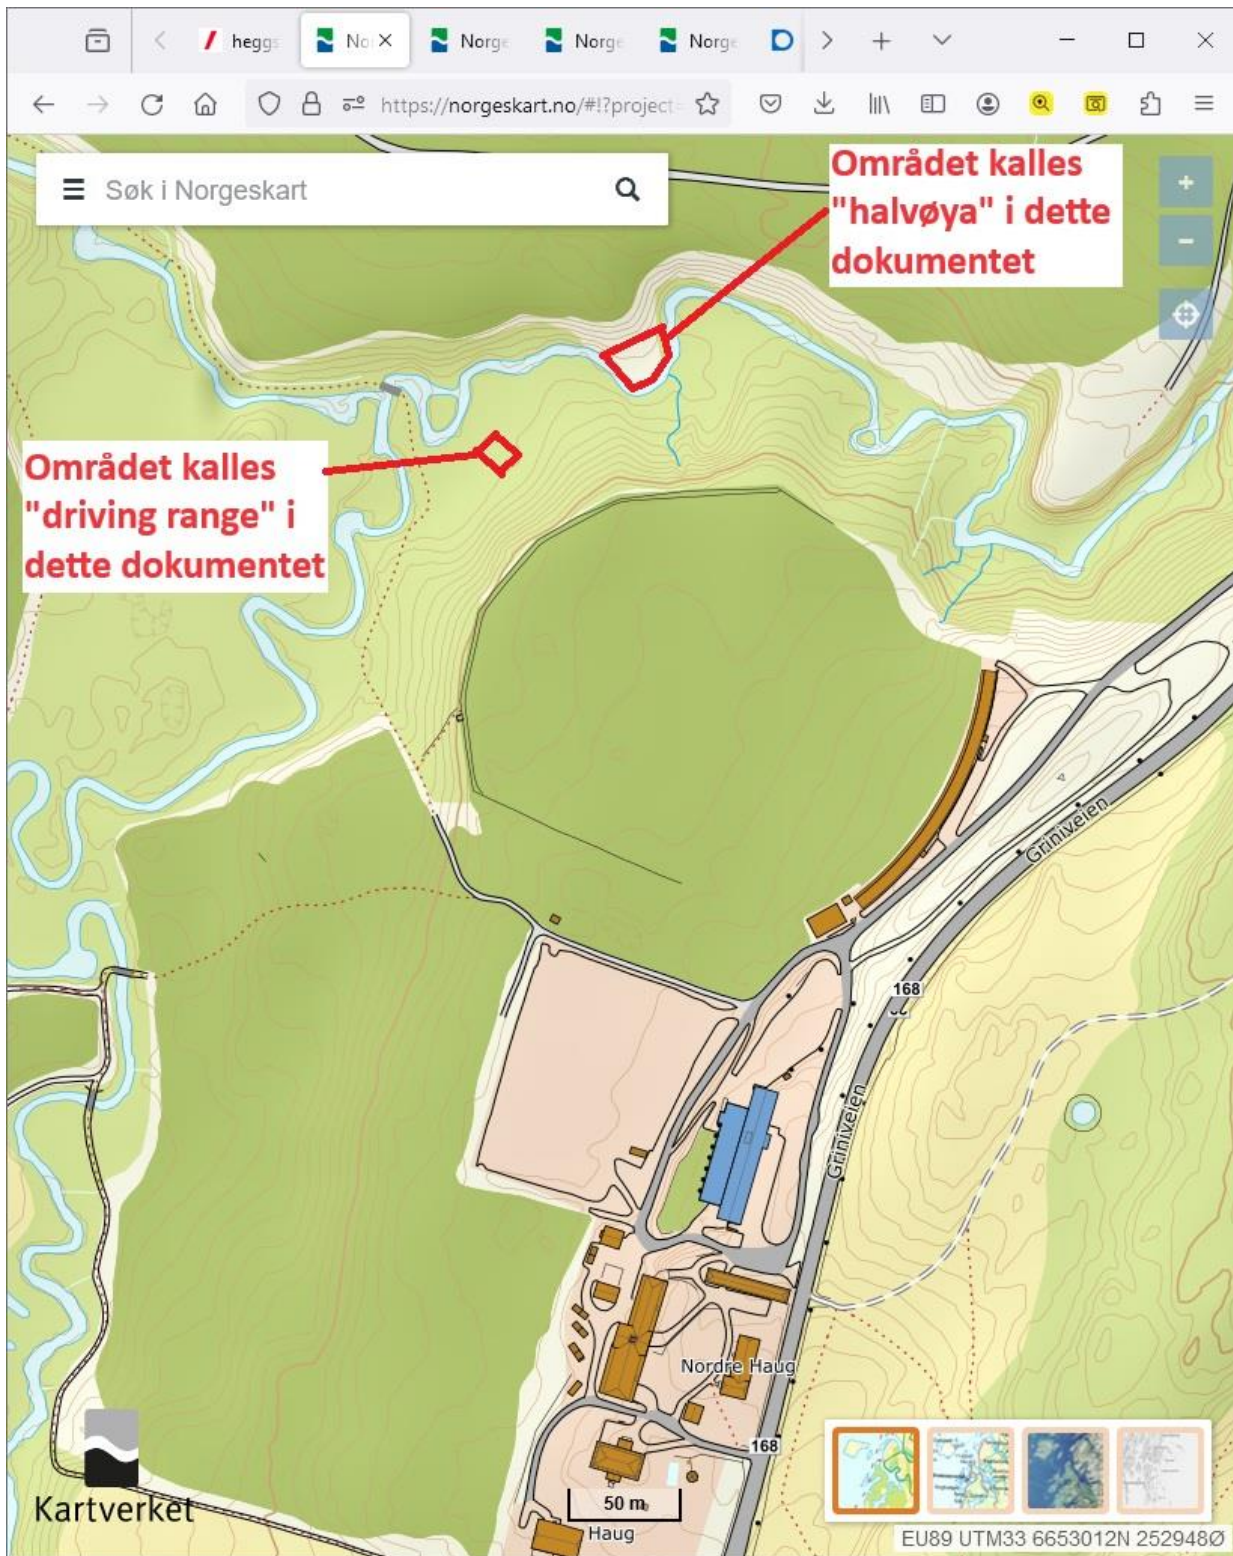 heggs
No
Norge
Norge
Norge
https://norgeskart.no/#!?project=
Søk i Norgeskart
Området kalles
"halvøya" i dette
dokumentet
+
−
Området kalles
"driving range" i
dette dokumentet
Griniveien
168
Griniveien
Nordre Haug
168
Kartverket
50 m
Haug
EU89 UTM33 6653012N 252948Ø